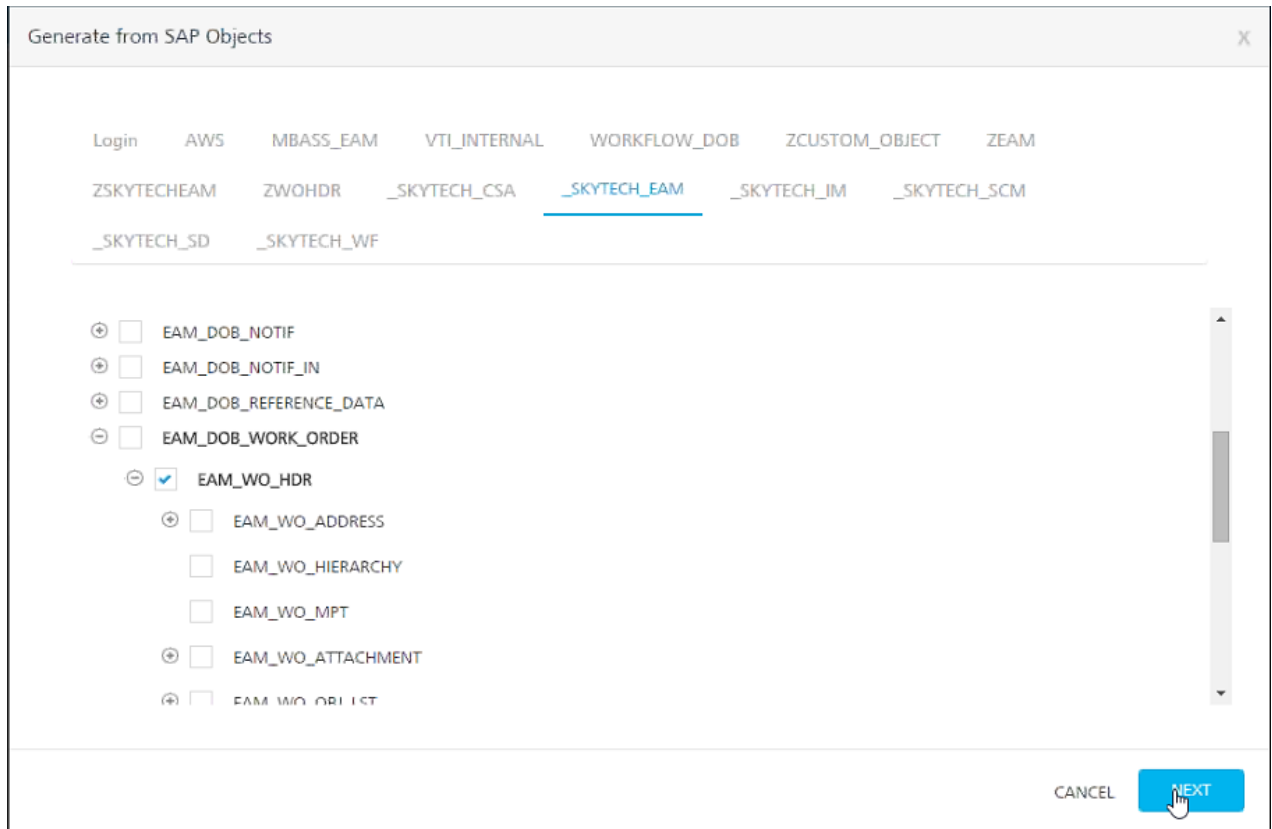 Generate from SAP Objects X
Login AWS MBASS_EAM VTI_INTERNAL WORKFLOW_DOB ZCUSTOM_OBJECT ZEAM
ZSKYTECHEAM ZWOHDR _SKYTECH_CSA _SKYTECH_EAM _SKYTECH_IM _SKYTECH_SCM
_SKYTECH_SD _SKYTECH_WF
EAM_DOB_NOTIF
EAM_DOB_NOTIF_IN
EAM_DOB_REFERENCE_DATA
EAM_DOB_WORK_ORDER
EAM_WO_HDR
EAM_WO_ADDRESS
EAM_WO_HIERARCHY
EAM_WO_MPT
EAM_WO_ATTACHMENT
EAM_WO_OBJ_LST
CANCEL NEXT